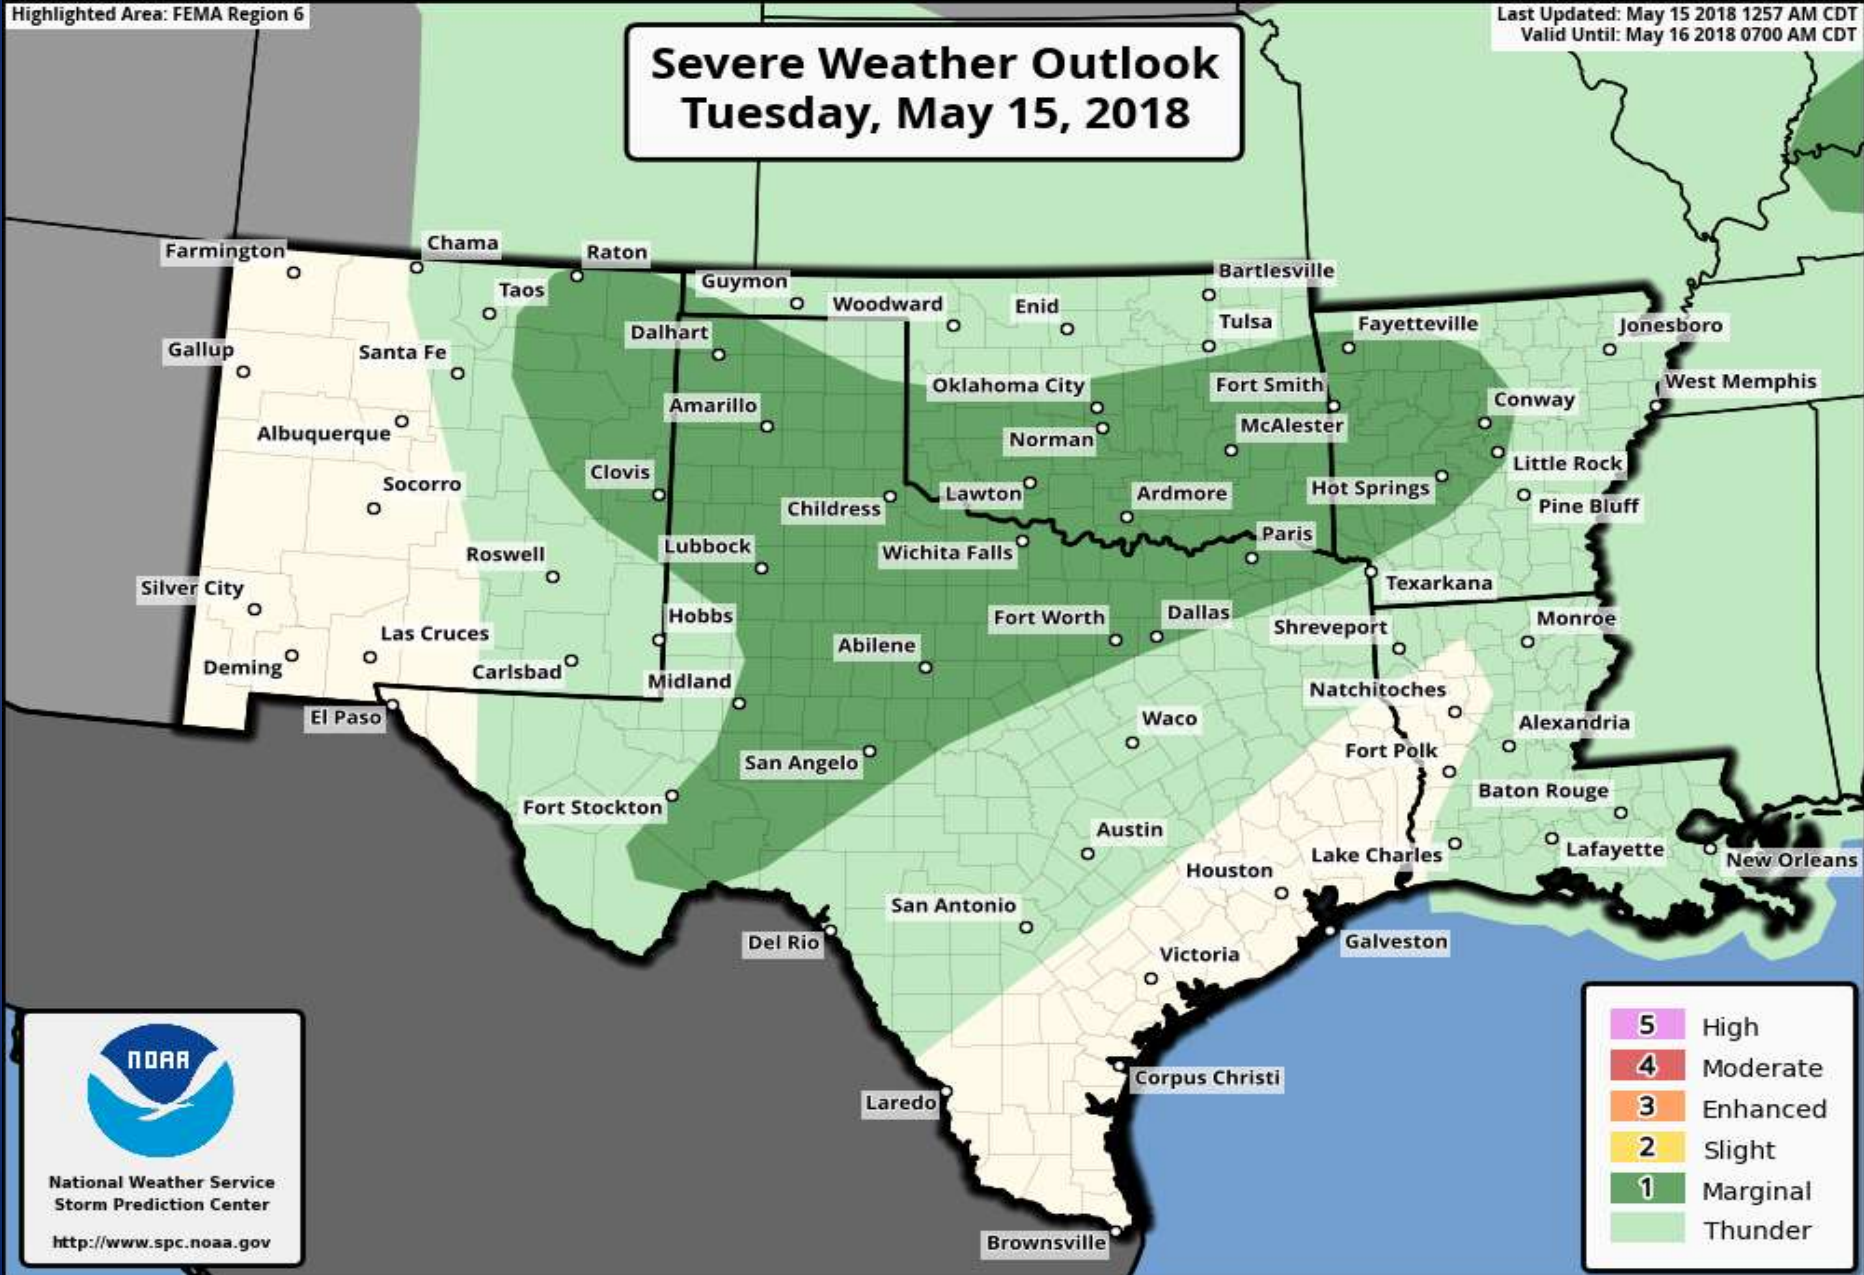 Highlighted Area: FEMA Region 6
Last Updated: May 15 2018 1257 AM CDT
Valid Until: May 16 2018 0700 AM CDT
Severe Weather Outlook
Tuesday, May 15, 2018
Farmington
Chama
Raton
Taos
Guymon
Woodward
Enid
Bartlesville
Tulsa
Fayetteville
Jonesboro
Gallup
Santa Fe
Dalhart
Oklahoma City
Fort Smith
West Memphis
Conway
Albuquerque
Amarillo
Norman
McAlester
Little Rock
Socorro
Clovis
Childress
Lawton
Ardmore
Hot Springs
Pine Bluff
Roswell
Lubbock
Wichita Falls
Paris
Texarkana
Silver City
Hobbs
Fort Worth
Dallas
Shreveport
Monroe
Las Cruces
Deming
Carlsbad
Midland
Abilene
Natchitoches
El Paso
Waco
Alexandria
San Angelo
Fort Polk
Fort Stockton
Baton Rouge
Austin
Lake Charles
Lafayette
New Orleans
Houston
San Antonio
Del Rio
Galveston
Victoria
Corpus Christi
Laredo
Brownsville
NOAA
National Weather Service
Storm Prediction Center
http://www.spc.noaa.gov
5 High
4 Moderate
3 Enhanced
2 Slight
1 Marginal
Thunder